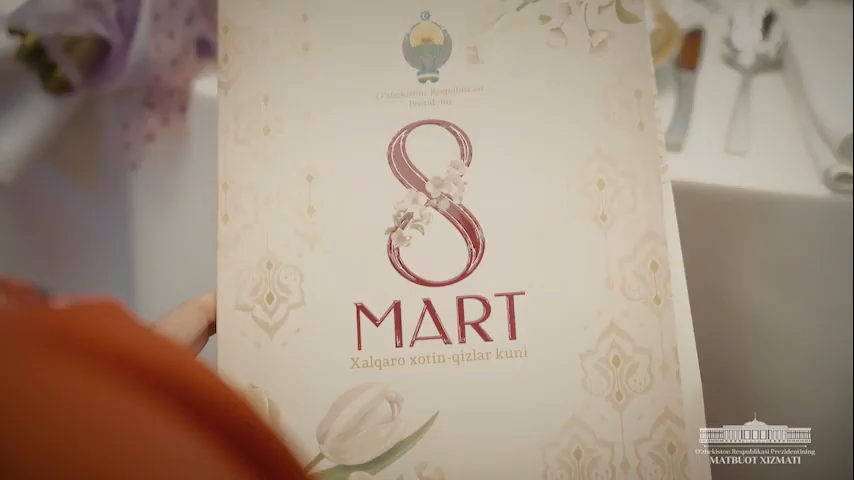 O'zbekiston Respublikasi
Prezidenti
8
MART
Xalqaro xotin-qizlar kuni
O'zbekiston Respublikasi Prezidentining
MATBUOT XIZMATI